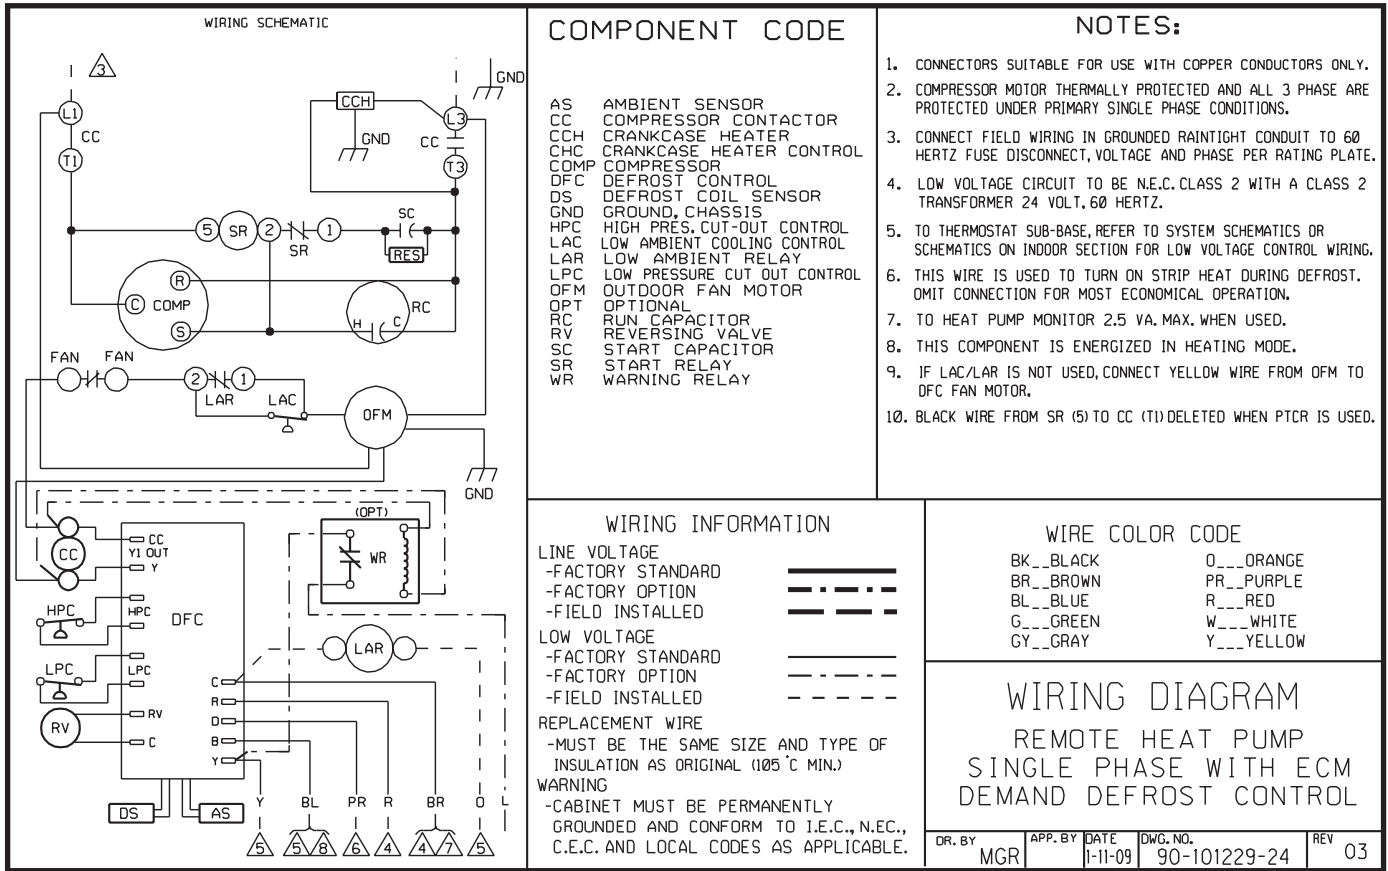 WIRING SCHEMATIC
3
GND
CCH
L1
L3
CC
GND
CC
T1
T3
5
SR
2
1
SC
SR
RES
R
C
COMP
RC
S
H
C
FAN
FAN
2
1
LAR
LAC
OFM
GND
(OPT)
CC
CC
Y1 OUT
Y
WR
HPC
HPC
DFC
LAR
LPC
LPC
C
R
RV
RV
D
B
C
Y
DS
AS
Y
BL
PR
R
BR
O
L
5
5
8
6
4
4
7
5
COMPONENT CODE
AS AMBIENT SENSOR
CC COMPRESSOR CONTACTOR
CCH CRANKCASE HEATER
CHC CRANKCASE HEATER CONTROL
COMP COMPRESSOR
DFC DEFROST CONTROL
DS DEFROST COIL SENSOR
GND GROUND, CHASSIS
HPC HIGH PRES. CUT-OUT CONTROL
LAC LOW AMBIENT COOLING CONTROL
LAR LOW AMBIENT RELAY
LPC LOW PRESSURE CUT OUT CONTROL
OFM OUTDOOR FAN MOTOR
OPT OPTIONAL
RC RUN CAPACITOR
RV REVERSING VALVE
SC START CAPACITOR
SR START RELAY
WR WARNING RELAY
NOTES:
1. CONNECTORS SUITABLE FOR USE WITH COPPER CONDUCTORS ONLY.
2. COMPRESSOR MOTOR THERMALLY PROTECTED AND ALL 3 PHASE ARE
PROTECTED UNDER PRIMARY SINGLE PHASE CONDITIONS.
3. CONNECT FIELD WIRING IN GROUNDED RAINTIGHT CONDUIT TO 60
HERTZ FUSE DISCONNECT, VOLTAGE AND PHASE PER RATING PLATE.
4. LOW VOLTAGE CIRCUIT TO BE N.E.C. CLASS 2 WITH A CLASS 2
TRANSFORMER 24 VOLT, 60 HERTZ.
5. TO THERMOSTAT SUB-BASE, REFER TO SYSTEM SCHEMATICS OR
SCHEMATICS ON INDOOR SECTION FOR LOW VOLTAGE CONTROL WIRING.
6. THIS WIRE IS USED TO TURN ON STRIP HEAT DURING DEFROST.
OMIT CONNECTION FOR MOST ECONOMICAL OPERATION.
7. TO HEAT PUMP MONITOR 2.5 VA. MAX. WHEN USED.
8. THIS COMPONENT IS ENERGIZED IN HEATING MODE.
9. IF LAC/LAR IS NOT USED, CONNECT YELLOW WIRE FROM OFM TO
DFC FAN MOTOR.
10. BLACK WIRE FROM SR (5) TO CC (T1) DELETED WHEN PTCR IS USED.
WIRING INFORMATION
LINE VOLTAGE
-FACTORY STANDARD
-FACTORY OPTION
-FIELD INSTALLED
LOW VOLTAGE
-FACTORY STANDARD
-FACTORY OPTION
-FIELD INSTALLED
REPLACEMENT WIRE
-MUST BE THE SAME SIZE AND TYPE OF
INSULATION AS ORIGINAL (105 °C MIN.)
WARNING
-CABINET MUST BE PERMANENTLY
GROUNDED AND CONFORM TO I.E.C., N.EC.,
C.E.C. AND LOCAL CODES AS APPLICABLE.
WIRE COLOR CODE
BK__BLACK O___ORANGE
BR__BROWN PR__PURPLE
BL__BLUE R___RED
G___GREEN W___WHITE
GY__GRAY Y___YELLOW
WIRING DIAGRAM
REMOTE HEAT PUMP
SINGLE PHASE WITH ECM
DEMAND DEFROST CONTROL
DR. BY MGR
APP. BY
DATE 1-11-09
DWG. NO. 90-101229-24
REV 03